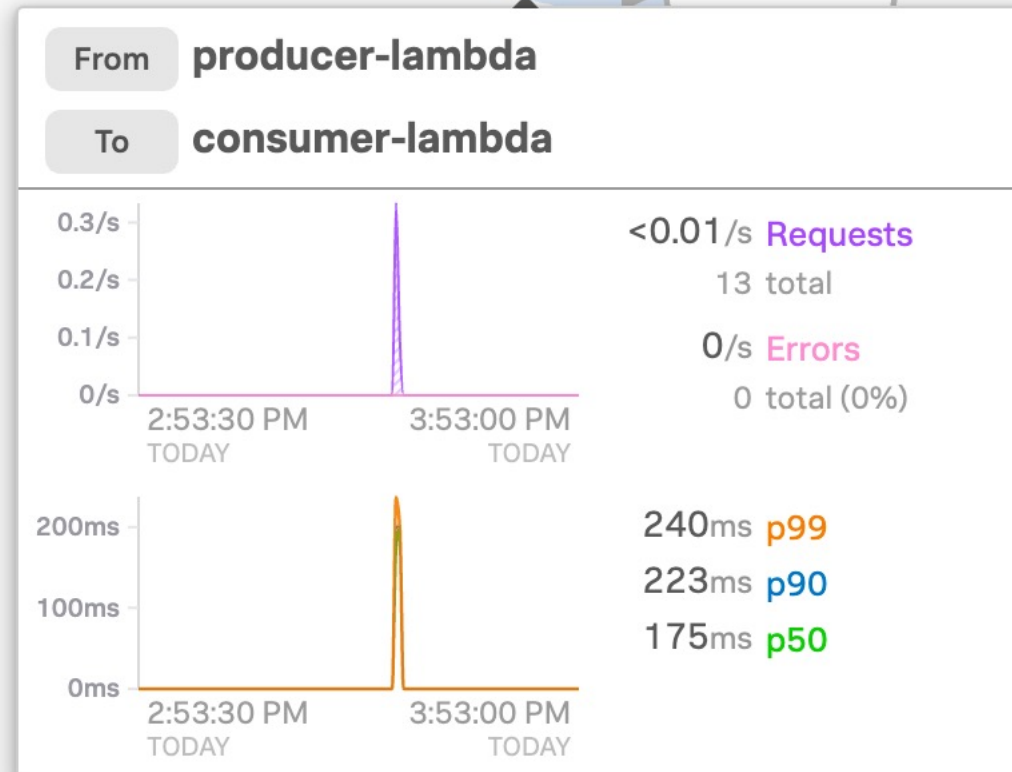 From producer-lambda
To consumer-lambda
0.3/s
0.2/s
0.1/s
0/s
2:53:30 PM 3:53:00 PM
TODAY TODAY
<0.01/s Requests
13 total
0/s Errors
0 total (0%)
200ms
100ms
0ms
2:53:30 PM 3:53:00 PM
TODAY TODAY
240ms p99
223ms p90
175ms p50